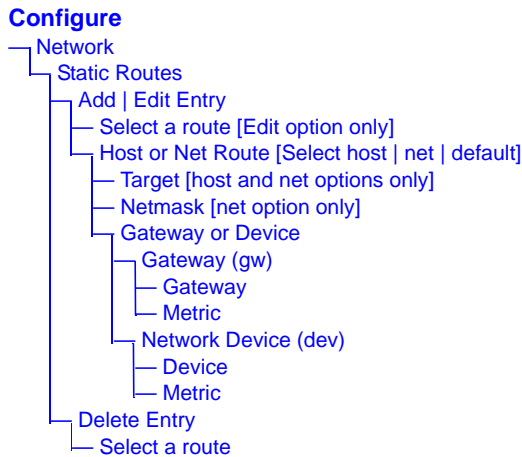 Configure
Network
Static Routes
Add | Edit Entry
Select a route [Edit option only]
Host or Net Route [Select host | net | default]
Target [host and net options only]
Netmask [net option only]
Gateway or Device
Gateway (gw)
Gateway
Metric
Network Device (dev)
Device
Metric
Delete Entry
Select a route